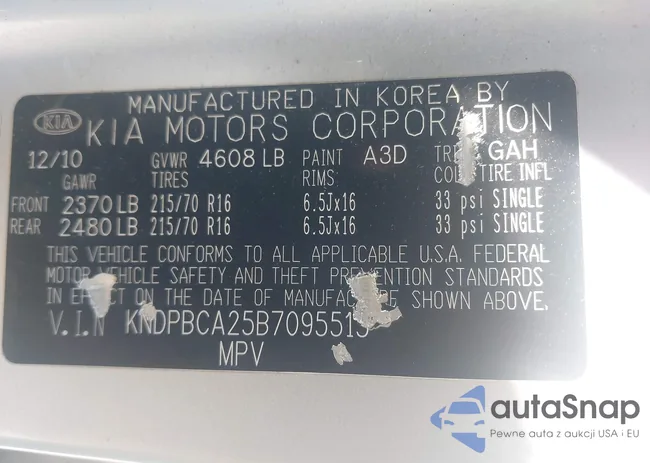 MANUFACTURED IN KOREA BY
KIA KIA MOTORS CORPORATION
12/10 GVWR 4608 LB PAINT A3D GAH
GAWR TIRES RIMS COLD TIRE INFL
FRONT 2370 LB 215/70 R16 6.5Jx16 33 psi SINGLE
REAR 2480 LB 215/70 R16 6.5Jx16 33 psi SINGLE
THIS VEHICLE CONFORMS TO ALL APPLICABLE U.S.A. FEDERAL
MOTOR VEHICLE SAFETY AND THEFT PREVENTION STANDARDS
IN EFFECT ON THE DATE OF MANUFACTURE SHOWN ABOVE.
V.I.N
MPV
autaSnap
Pewne auta z aukcji USA i EU